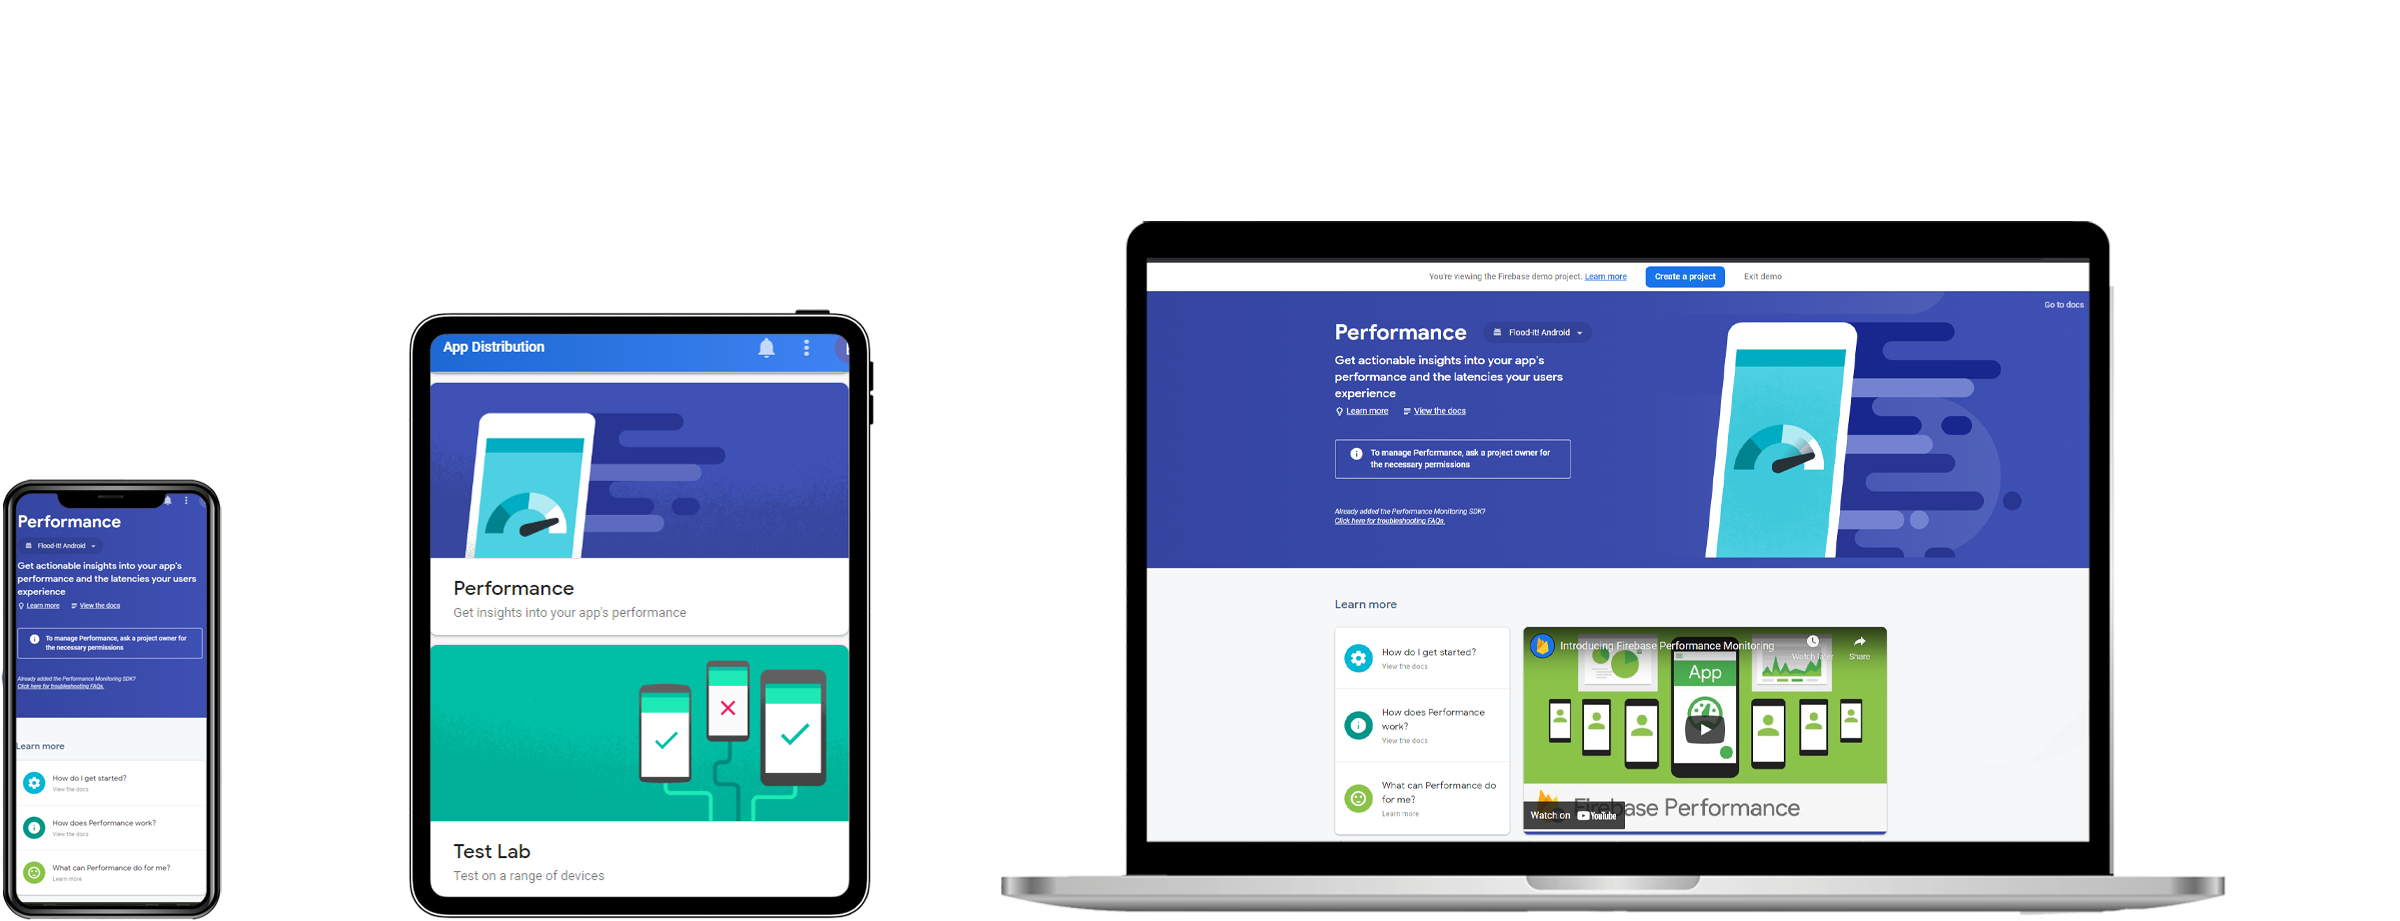 Performance
Flood-It! Android
Get actionable insights into your app's
performance and the latencies your users
experience
Learn more View the docs
To manage Performance, ask a project owner for
the necessary permissions
Already added the Performance Monitoring SDK?
Click here for troubleshooting FAQs.
Learn more
How do I get started?
View the docs
How does Performance work?
View the docs
What can Performance do for me?
Learn more
App Distribution
Performance
Get insights into your app's performance
Test Lab
Test on a range of devices
You're viewing the Firebase demo project. Learn more Create a project Exit demo
Go to docs
Performance Flood-It! Android
Get actionable insights into your app's
performance and the latencies your users
experience
Learn more View the docs
To manage Performance, ask a project owner for
the necessary permissions
Already added the Performance Monitoring SDK?
Click here for troubleshooting FAQs.
Learn more
How do I get started?
View the docs
How does Performance
work?
View the docs
What can Performance do
for me?
Learn more
Introducing Firebase Performance Monitoring
Watch later Share
App
Firebase Performance
Watch on YouTube